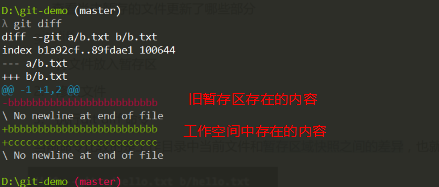 D:\git-demo (master)
λ git diff
diff --git a/b.txt b/b.txt
index b1a92cf..89fdae1 100644
--- a/b.txt
+++ b/b.txt
@@ -1 +1,2 @@
-bbbbbbbbbbbbbbbbbbbbbbbbbb 旧暂存区存在的内容
\ No newline at end of file
+bbbbbbbbbbbbbbbbbbbbbbbbbb 工作空间中存在的内容
+cccccccccccccccccccccccccc
\ No newline at end of file
D:\git-demo (master)